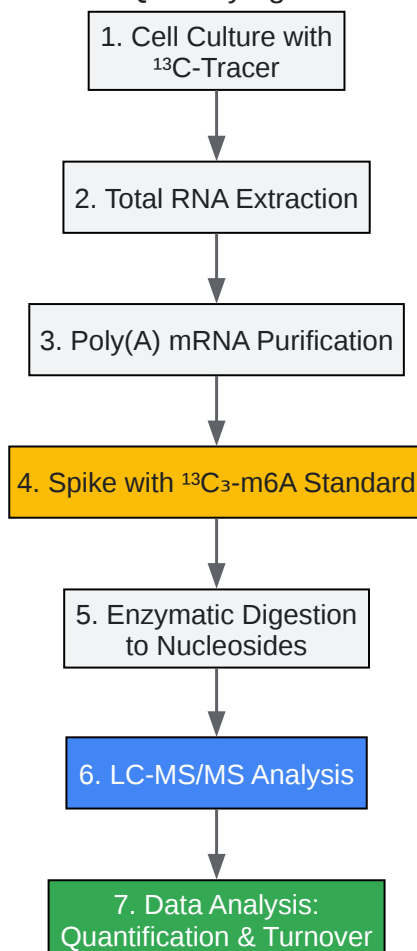 1. Cell Culture with
¹³C-Tracer
2. Total RNA Extraction
3. Poly(A) mRNA Purification
4. Spike with ¹³C₃-m6A Standard
5. Enzymatic Digestion
to Nucleosides
6. LC-MS/MS Analysis
7. Data Analysis:
Quantification & Turnover